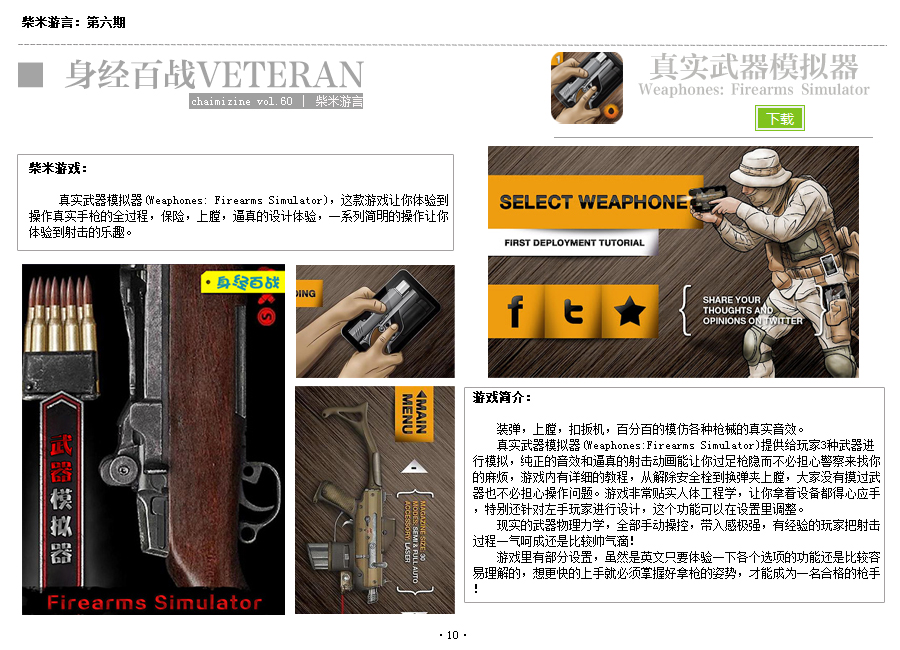 柴米游言：第六期
身经百战VETERAN
chaimizine vol.60 | 柴米游言
真实武器模拟器
Weaphones: Firearms Simulator
下载
柴米游戏：
真实武器模拟器(Weaphones: Firearms Simulator)，这款游戏让你体验到
操作真实手枪的全过程，保险，上膛，逼真的设计体验，一系列简明的操作让你
体验到射击的乐趣。
身经百战
武器模拟器
Firearms Simulator
DING
MAIN
MENU
MAGAZINE SIZE: 30
MODES: SEMI & FULL AUTO
ACCESSORY: LASER
SELECT WEAPHONE
FIRST DEPLOYMENT TUTORIAL
SHARE YOUR
THOUGHTS AND
OPINIONS ON TWITTER
游戏简介：
装弹，上膛，扣扳机，百分百的模仿各种枪械的真实音效。
真实武器模拟器(Weaphones:Firearms Simulator)提供给玩家3种武器进
行模拟，纯正的音效和逼真的射击动画能让你过足枪隐而不必担心警察来找你
的麻烦，游戏内有详细的教程，从解除安全栓到换弹夹上膛，大家没有摸过武
器也不必担心操作问题。游戏非常贴实人体工程学，让你拿着设备都得心应手
，特别还针对左手玩家进行设计，这个功能可以在设置里调整。
现实的武器物理力学，全部手动操控，带入感极强，有经验的玩家把射击
过程一气呵成还是比较帅气滴！
游戏里有部分设置，虽然是英文只要体验一下各个选项的功能还是比较容
易理解的，想更快的上手就必须掌握好拿枪的姿势，才能成为一名合格的枪手
！
·10·